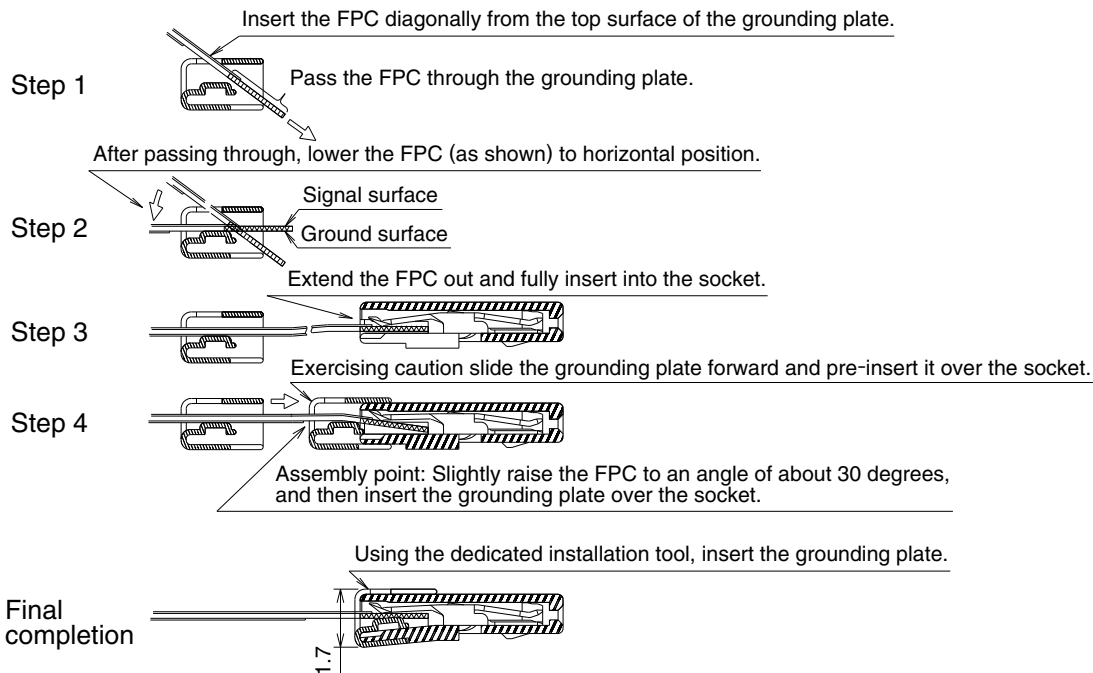 Insert the FPC diagonally from the top surface of the grounding plate.
Step 1
Pass the FPC through the grounding plate.
After passing through, lower the FPC (as shown) to horizontal position.
Step 2
Signal surface
Ground surface
Extend the FPC out and fully insert into the socket.
Step 3
Exercising caution slide the grounding plate forward and pre-insert it over the socket.
Step 4
Assembly point: Slightly raise the FPC to an angle of about 30 degrees,
and then insert the grounding plate over the socket.
Using the dedicated installation tool, insert the grounding plate.
Final
completion
1.7